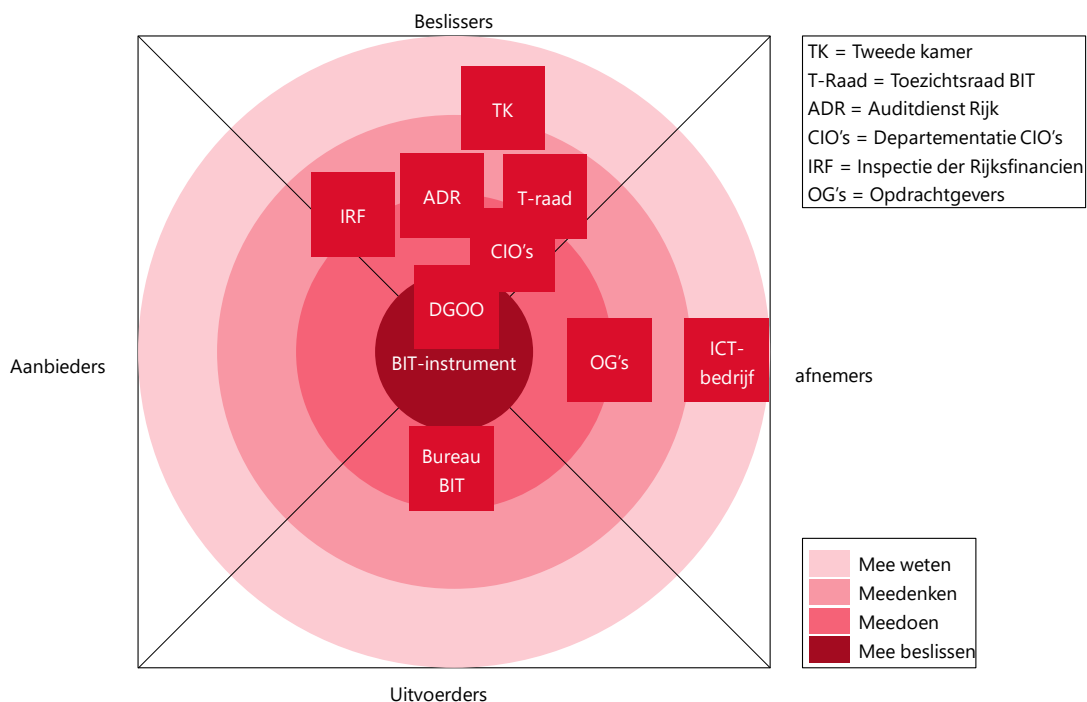 Beslissers
TK = Tweede kamer
T-Raad = Toezichtsraad BIT
ADR = Auditdienst Rijk
CIO's = Departementatie CIO's
IRF = Inspectie der Rijksfinancien
OG's = Opdrachtgevers
TK
ADR
T-raad
IRF
CIO's
DGOO
BIT-instrument
OG's
ICT-
bedrijf
Aanbieders
afnemers
Bureau
BIT
Mee weten
Meedenken
Meedoen
Mee beslissen
Uitvoerders